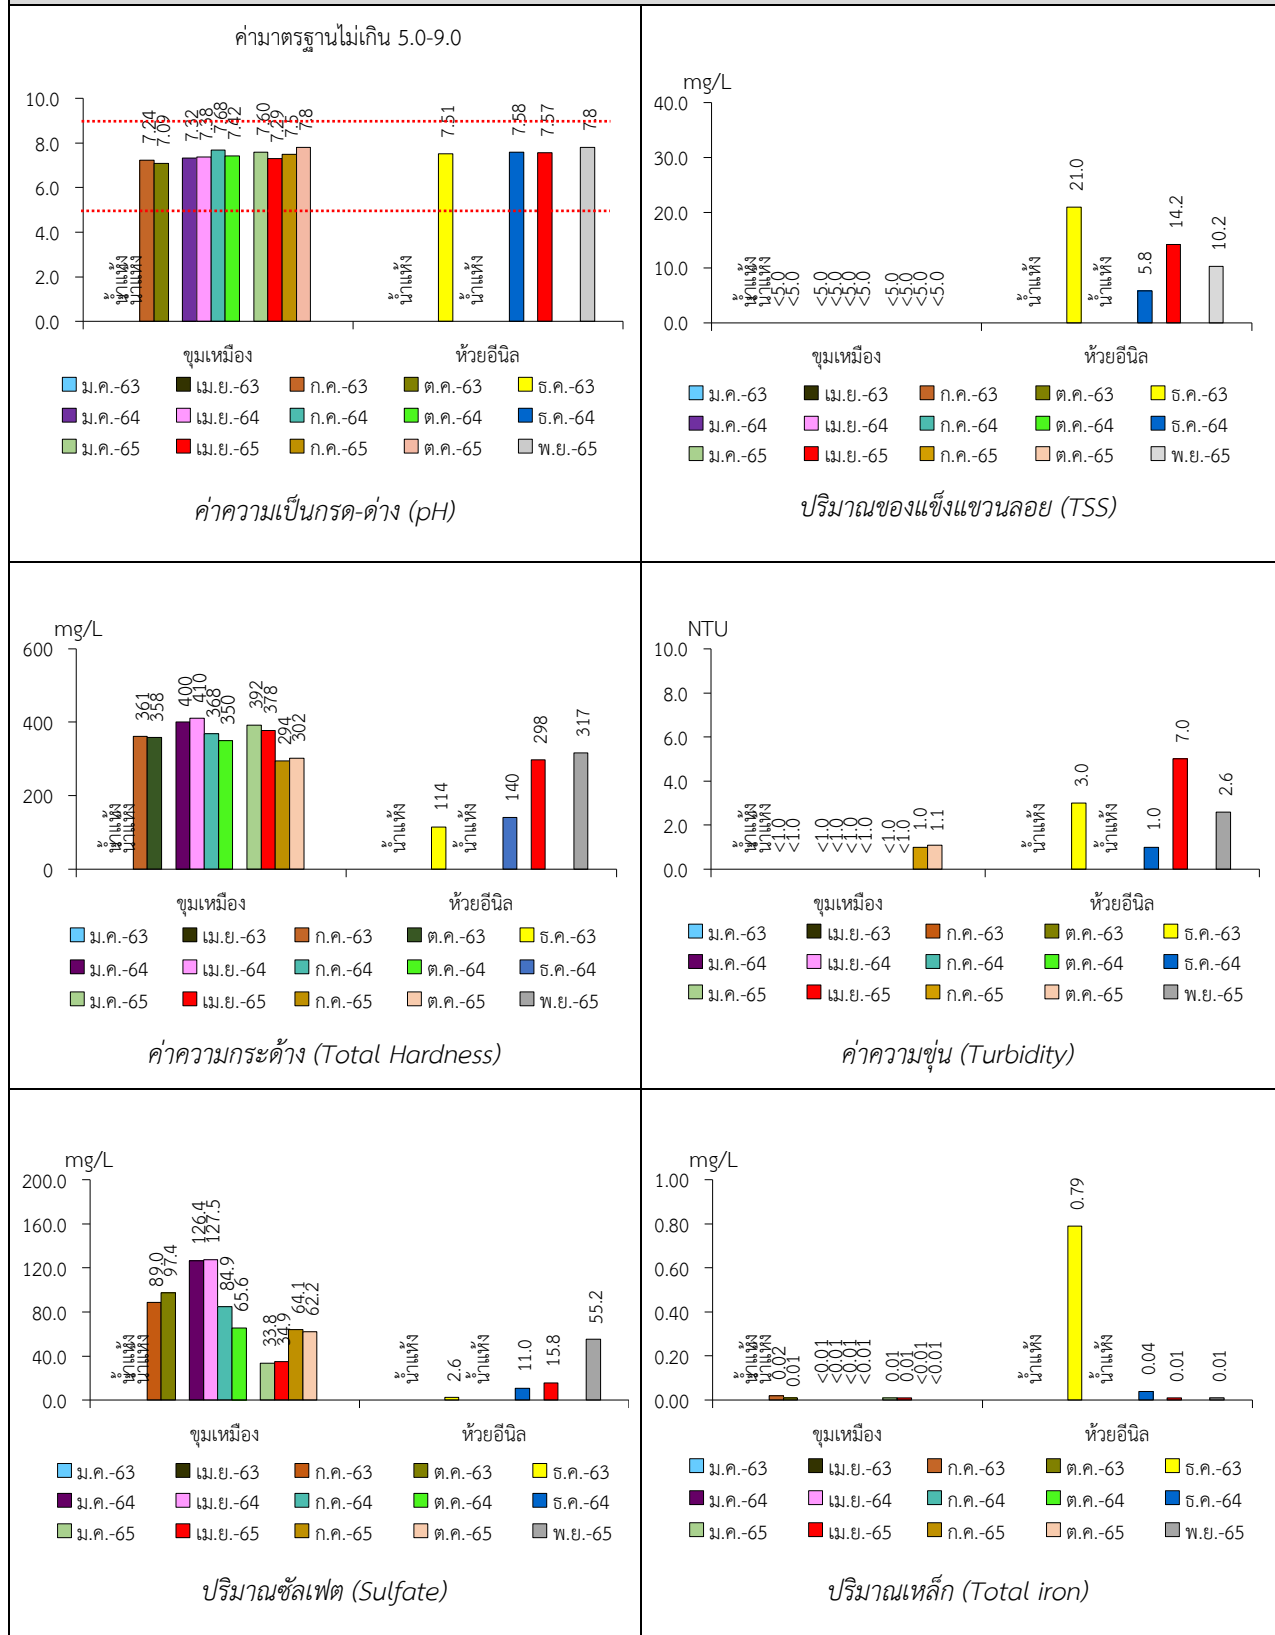 ค่ามาตรฐานไม่เกิน 5.0-9.0
10.0
8.0
6.0
4.0
2.0
0.0
น้ำแห้ง
น้ำแห้ง
7.24
7.09
7.32
7.38
7.68
7.42
7.60
7.29
7.5
7.8
น้ำแห้ง
7.51
น้ำแห้ง
7.58
7.57
7.8
ขุมเหมือง
ห้วยอีนิล
ม.ค.-63 เม.ย.-63 ก.ค.-63 ต.ค.-63 ธ.ค.-63
ม.ค.-64 เม.ย.-64 ก.ค.-64 ต.ค.-64 ธ.ค.-64
ม.ค.-65 เม.ย.-65 ก.ค.-65 ต.ค.-65 พ.ย.-65
ค่าความเป็นกรด-ด่าง (pH)
mg/L
40.0
30.0
20.0
10.0
0.0
น้ำแห้ง
น้ำแห้ง
<5.0
<5.0
<5.0
<5.0
<5.0
<5.0
<5.0
<5.0
<5.0
<5.0
น้ำแห้ง
21.0
น้ำแห้ง
5.8
14.2
10.2
ขุมเหมือง
ห้วยอีนิล
ม.ค.-63 เม.ย.-63 ก.ค.-63 ต.ค.-63 ธ.ค.-63
ม.ค.-64 เม.ย.-64 ก.ค.-64 ต.ค.-64 ธ.ค.-64
ม.ค.-65 เม.ย.-65 ก.ค.-65 ต.ค.-65 พ.ย.-65
ปริมาณของแข็งแขวนลอย (TSS)
mg/L
600
400
200
0
น้ำแห้ง
น้ำแห้ง
361
358
400
410
368
350
392
378
294
302
น้ำแห้ง
114
น้ำแห้ง
140
298
317
ขุมเหมือง
ห้วยอีนิล
ม.ค.-63 เม.ย.-63 ก.ค.-63 ต.ค.-63 ธ.ค.-63
ม.ค.-64 เม.ย.-64 ก.ค.-64 ต.ค.-64 ธ.ค.-64
ม.ค.-65 เม.ย.-65 ก.ค.-65 ต.ค.-65 พ.ย.-65
ค่าความกระด้าง (Total Hardness)
NTU
10.0
8.0
6.0
4.0
2.0
0.0
น้ำแห้ง
น้ำแห้ง
<1.0
<1.0
<1.0
<1.0
<1.0
<1.0
<1.0
<1.0
1.0
1.1
น้ำแห้ง
3.0
น้ำแห้ง
1.0
7.0
2.6
ขุมเหมือง
ห้วยอีนิล
ม.ค.-63 เม.ย.-63 ก.ค.-63 ต.ค.-63 ธ.ค.-63
ม.ค.-64 เม.ย.-64 ก.ค.-64 ต.ค.-64 ธ.ค.-64
ม.ค.-65 เม.ย.-65 ก.ค.-65 ต.ค.-65 พ.ย.-65
ค่าความขุ่น (Turbidity)
mg/L
200.0
160.0
120.0
80.0
40.0
0.0
น้ำแห้ง
น้ำแห้ง
89.0
97.4
126.4
127.5
84.9
65.6
33.8
34.9
64.1
62.2
น้ำแห้ง
2.6
น้ำแห้ง
11.0
15.8
55.2
ขุมเหมือง
ห้วยอีนิล
ม.ค.-63 เม.ย.-63 ก.ค.-63 ต.ค.-63 ธ.ค.-63
ม.ค.-64 เม.ย.-64 ก.ค.-64 ต.ค.-64 ธ.ค.-64
ม.ค.-65 เม.ย.-65 ก.ค.-65 ต.ค.-65 พ.ย.-65
ปริมาณซัลเฟต (Sulfate)
mg/L
1.00
0.80
0.60
0.40
0.20
0.00
น้ำแห้ง
น้ำแห้ง
0.02
0.01
<0.01
<0.01
<0.01
<0.01
0.01
0.01
<0.01
<0.01
น้ำแห้ง
0.79
น้ำแห้ง
0.04
0.01
0.01
ขุมเหมือง
ห้วยอีนิล
ม.ค.-63 เม.ย.-63 ก.ค.-63 ต.ค.-63 ธ.ค.-63
ม.ค.-64 เม.ย.-64 ก.ค.-64 ต.ค.-64 ธ.ค.-64
ม.ค.-65 เม.ย.-65 ก.ค.-65 ต.ค.-65 พ.ย.-65
ปริมาณเหล็ก (Total iron)